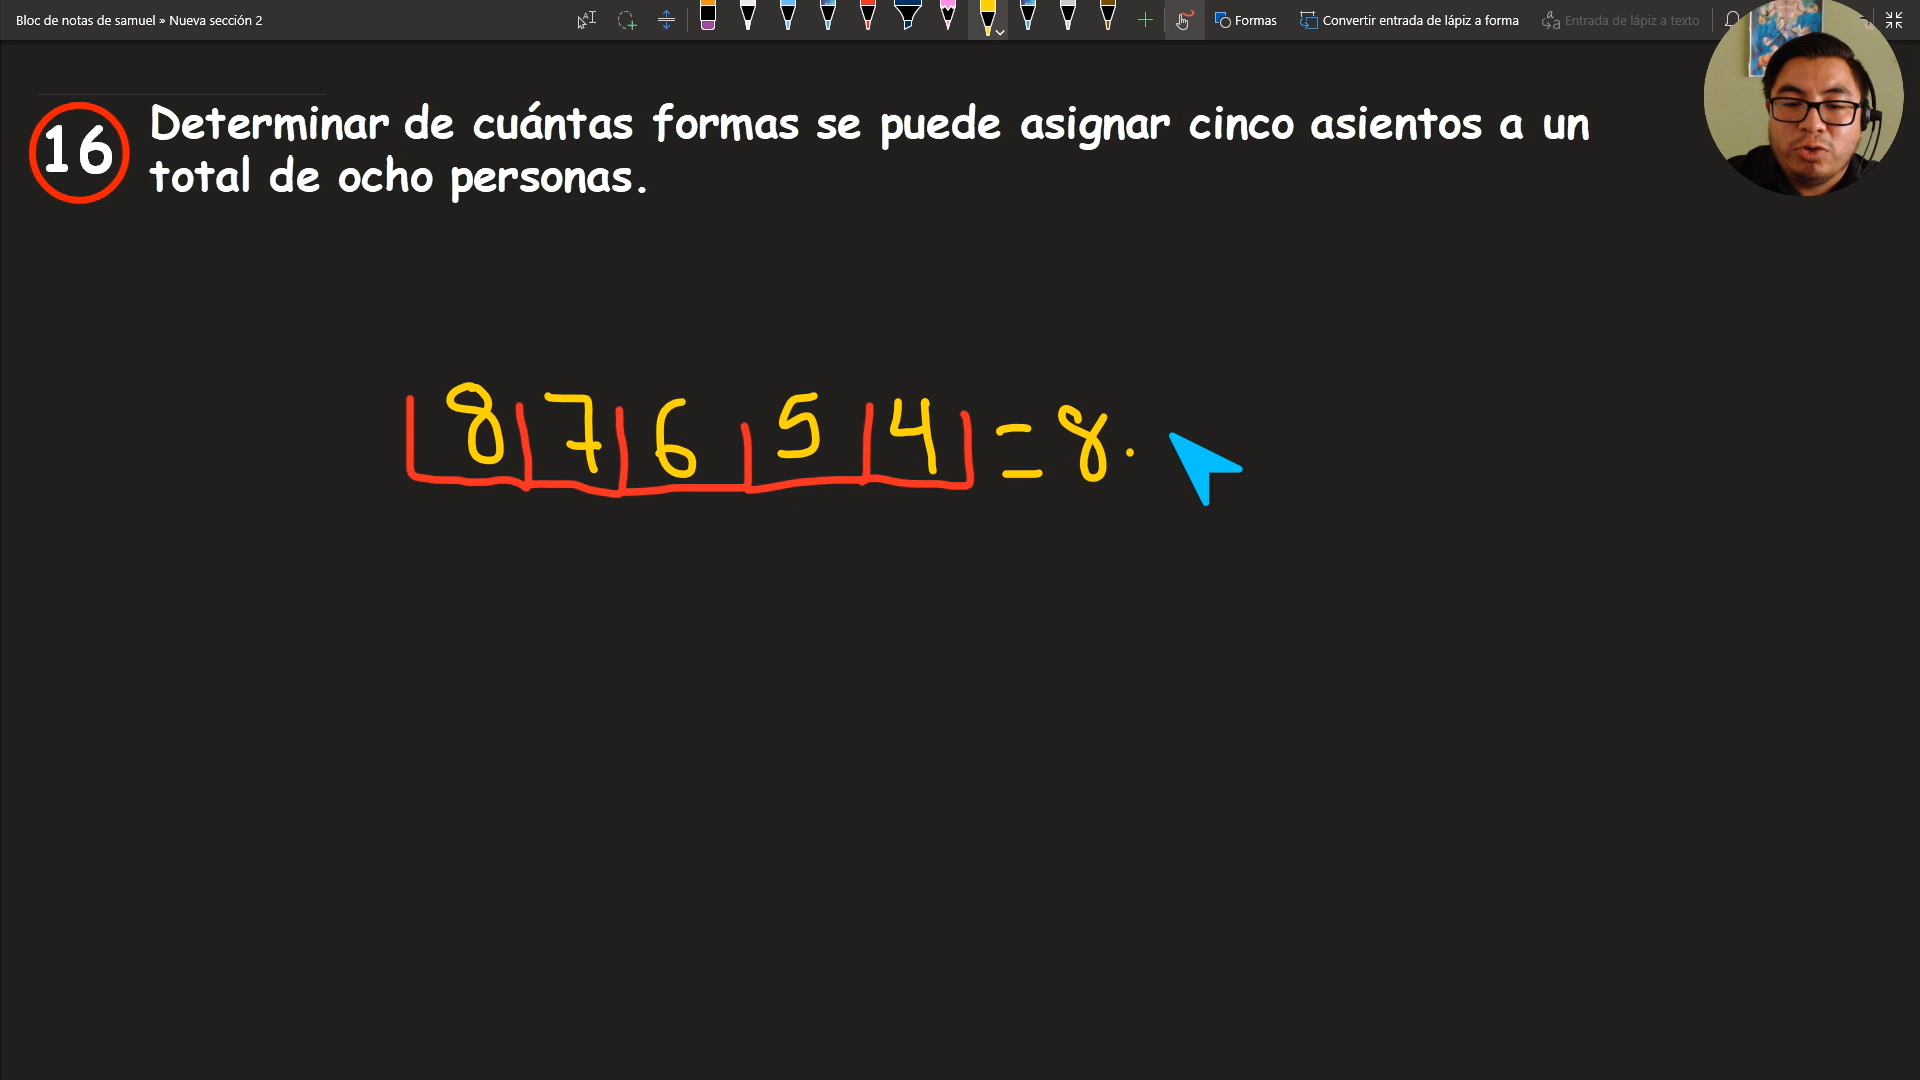 Bloc de notas de samuel » Nueva sección 2
Formas
Convertir entrada de lápiz a forma
Entrada de lápiz a texto
16 Determinar de cuántas formas se puede asignar cinco asientos a un
total de ocho personas.
8 7 6 5 4 = 8 .